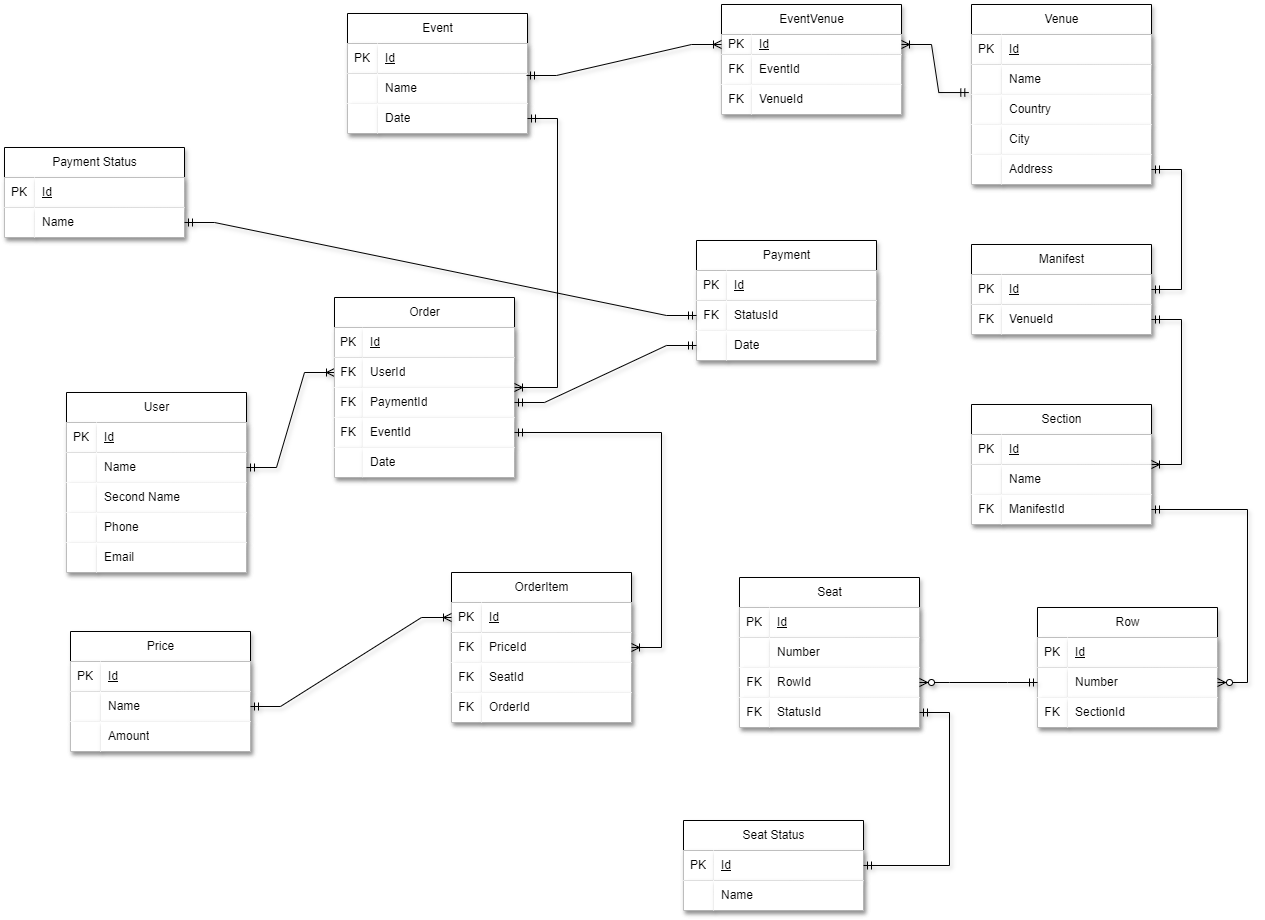 Event
PK Id
Name
Date
EventVenue
PK Id
FK EventId
FK VenueId
Venue
PK Id
Name
Country
City
Address
Payment Status
PK Id
Name
Payment
PK Id
FK StatusId
Date
Manifest
PK Id
FK VenueId
Order
PK Id
FK UserId
FK PaymentId
FK EventId
Date
User
PK Id
Name
Second Name
Phone
Email
Section
PK Id
Name
FK ManifestId
OrderItem
PK Id
FK PriceId
FK SeatId
FK OrderId
Price
PK Id
Name
Amount
Seat
PK Id
Number
FK RowId
FK StatusId
Row
PK Id
Number
FK SectionId
Seat Status
PK Id
Name